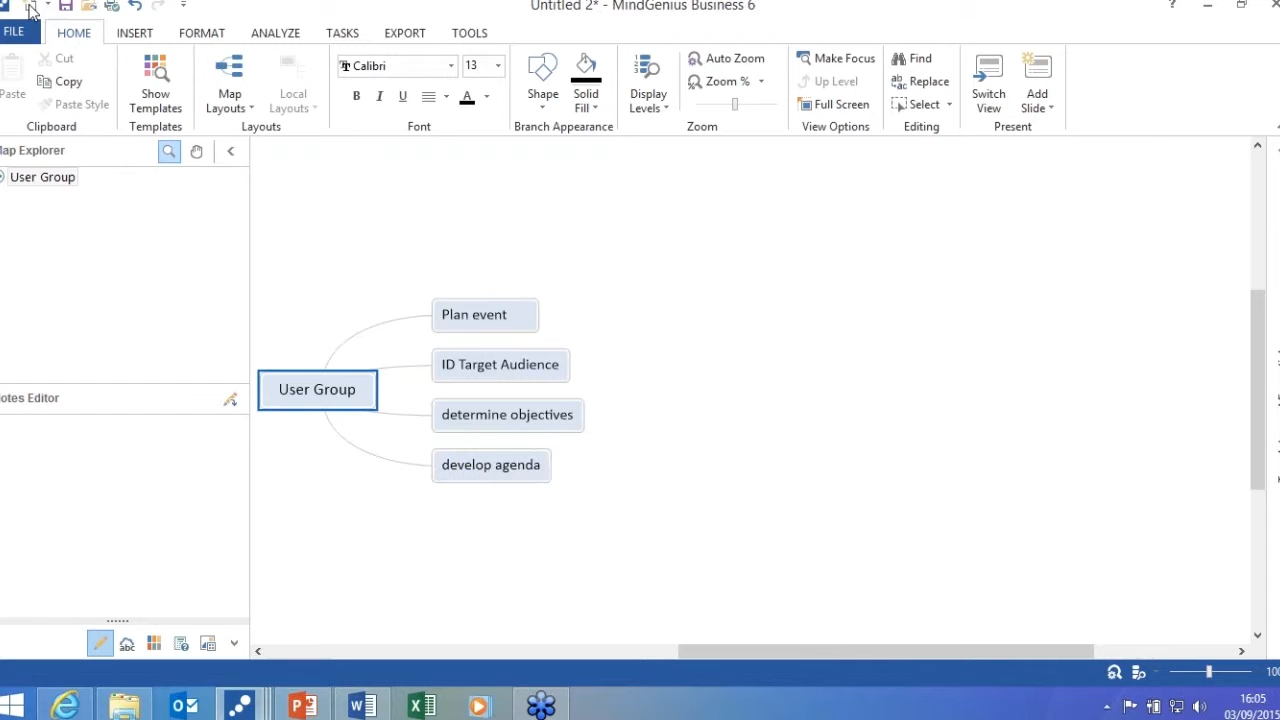 Untitled 2* - MindGenius Business 6
?
FILE HOME INSERT FORMAT ANALYZE TASKS EXPORT TOOLS
Paste
Cut
Copy
Paste Style
Clipboard
Show Templates
Templates
Map Layouts
Local Layouts
Layouts
Calibri 13
B I U A
Font
Shape
Solid Fill
Branch Appearance
Display Levels
Auto Zoom
Zoom %
Zoom
Make Focus
Up Level
Full Screen
View Options
Find
Replace
Select
Editing
Switch View
Add Slide
Present
Map Explorer
User Group
Notes Editor
Plan event
ID Target Audience
User Group
determine objectives
develop agenda
100
16:05
03/09/2015